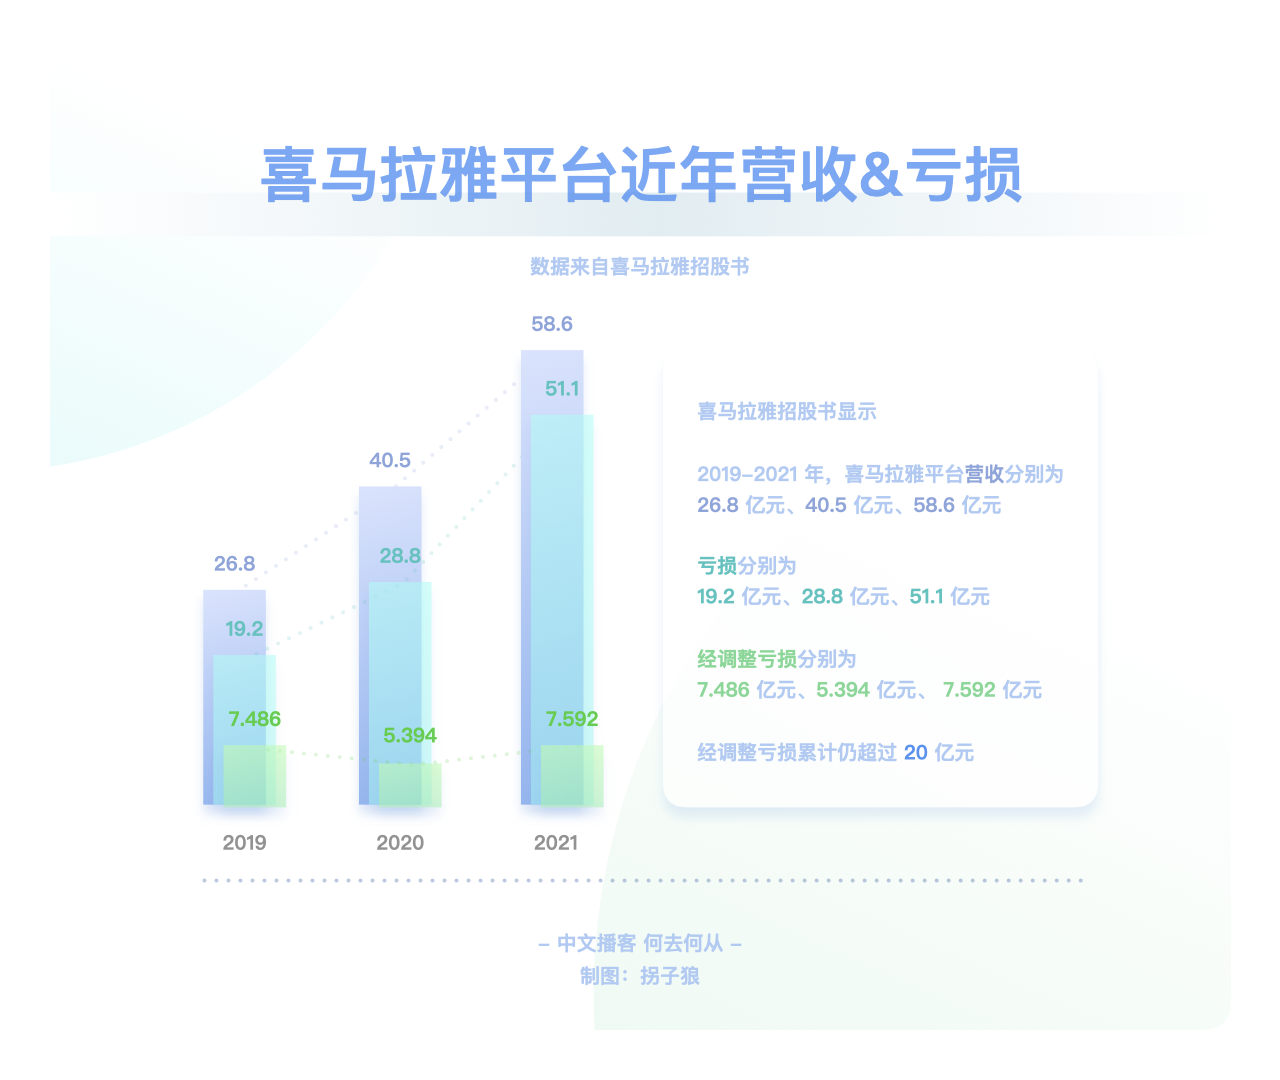 喜马拉雅平台近年营收&亏损
数据来自喜马拉雅招股书
58.6
51.1
40.5
28.8
26.8
19.2
7.486
5.394
7.592
2019
2020
2021
喜马拉雅招股书显示
2019–2021 年，喜马拉雅平台营收分别为
26.8 亿元、40.5 亿元、58.6 亿元
亏损分别为
19.2 亿元、28.8 亿元、51.1 亿元
经调整亏损分别为
7.486 亿元、5.394 亿元、 7.592 亿元
经调整亏损累计仍超过 20 亿元
– 中文播客 何去何从 –
制图：拐子狼